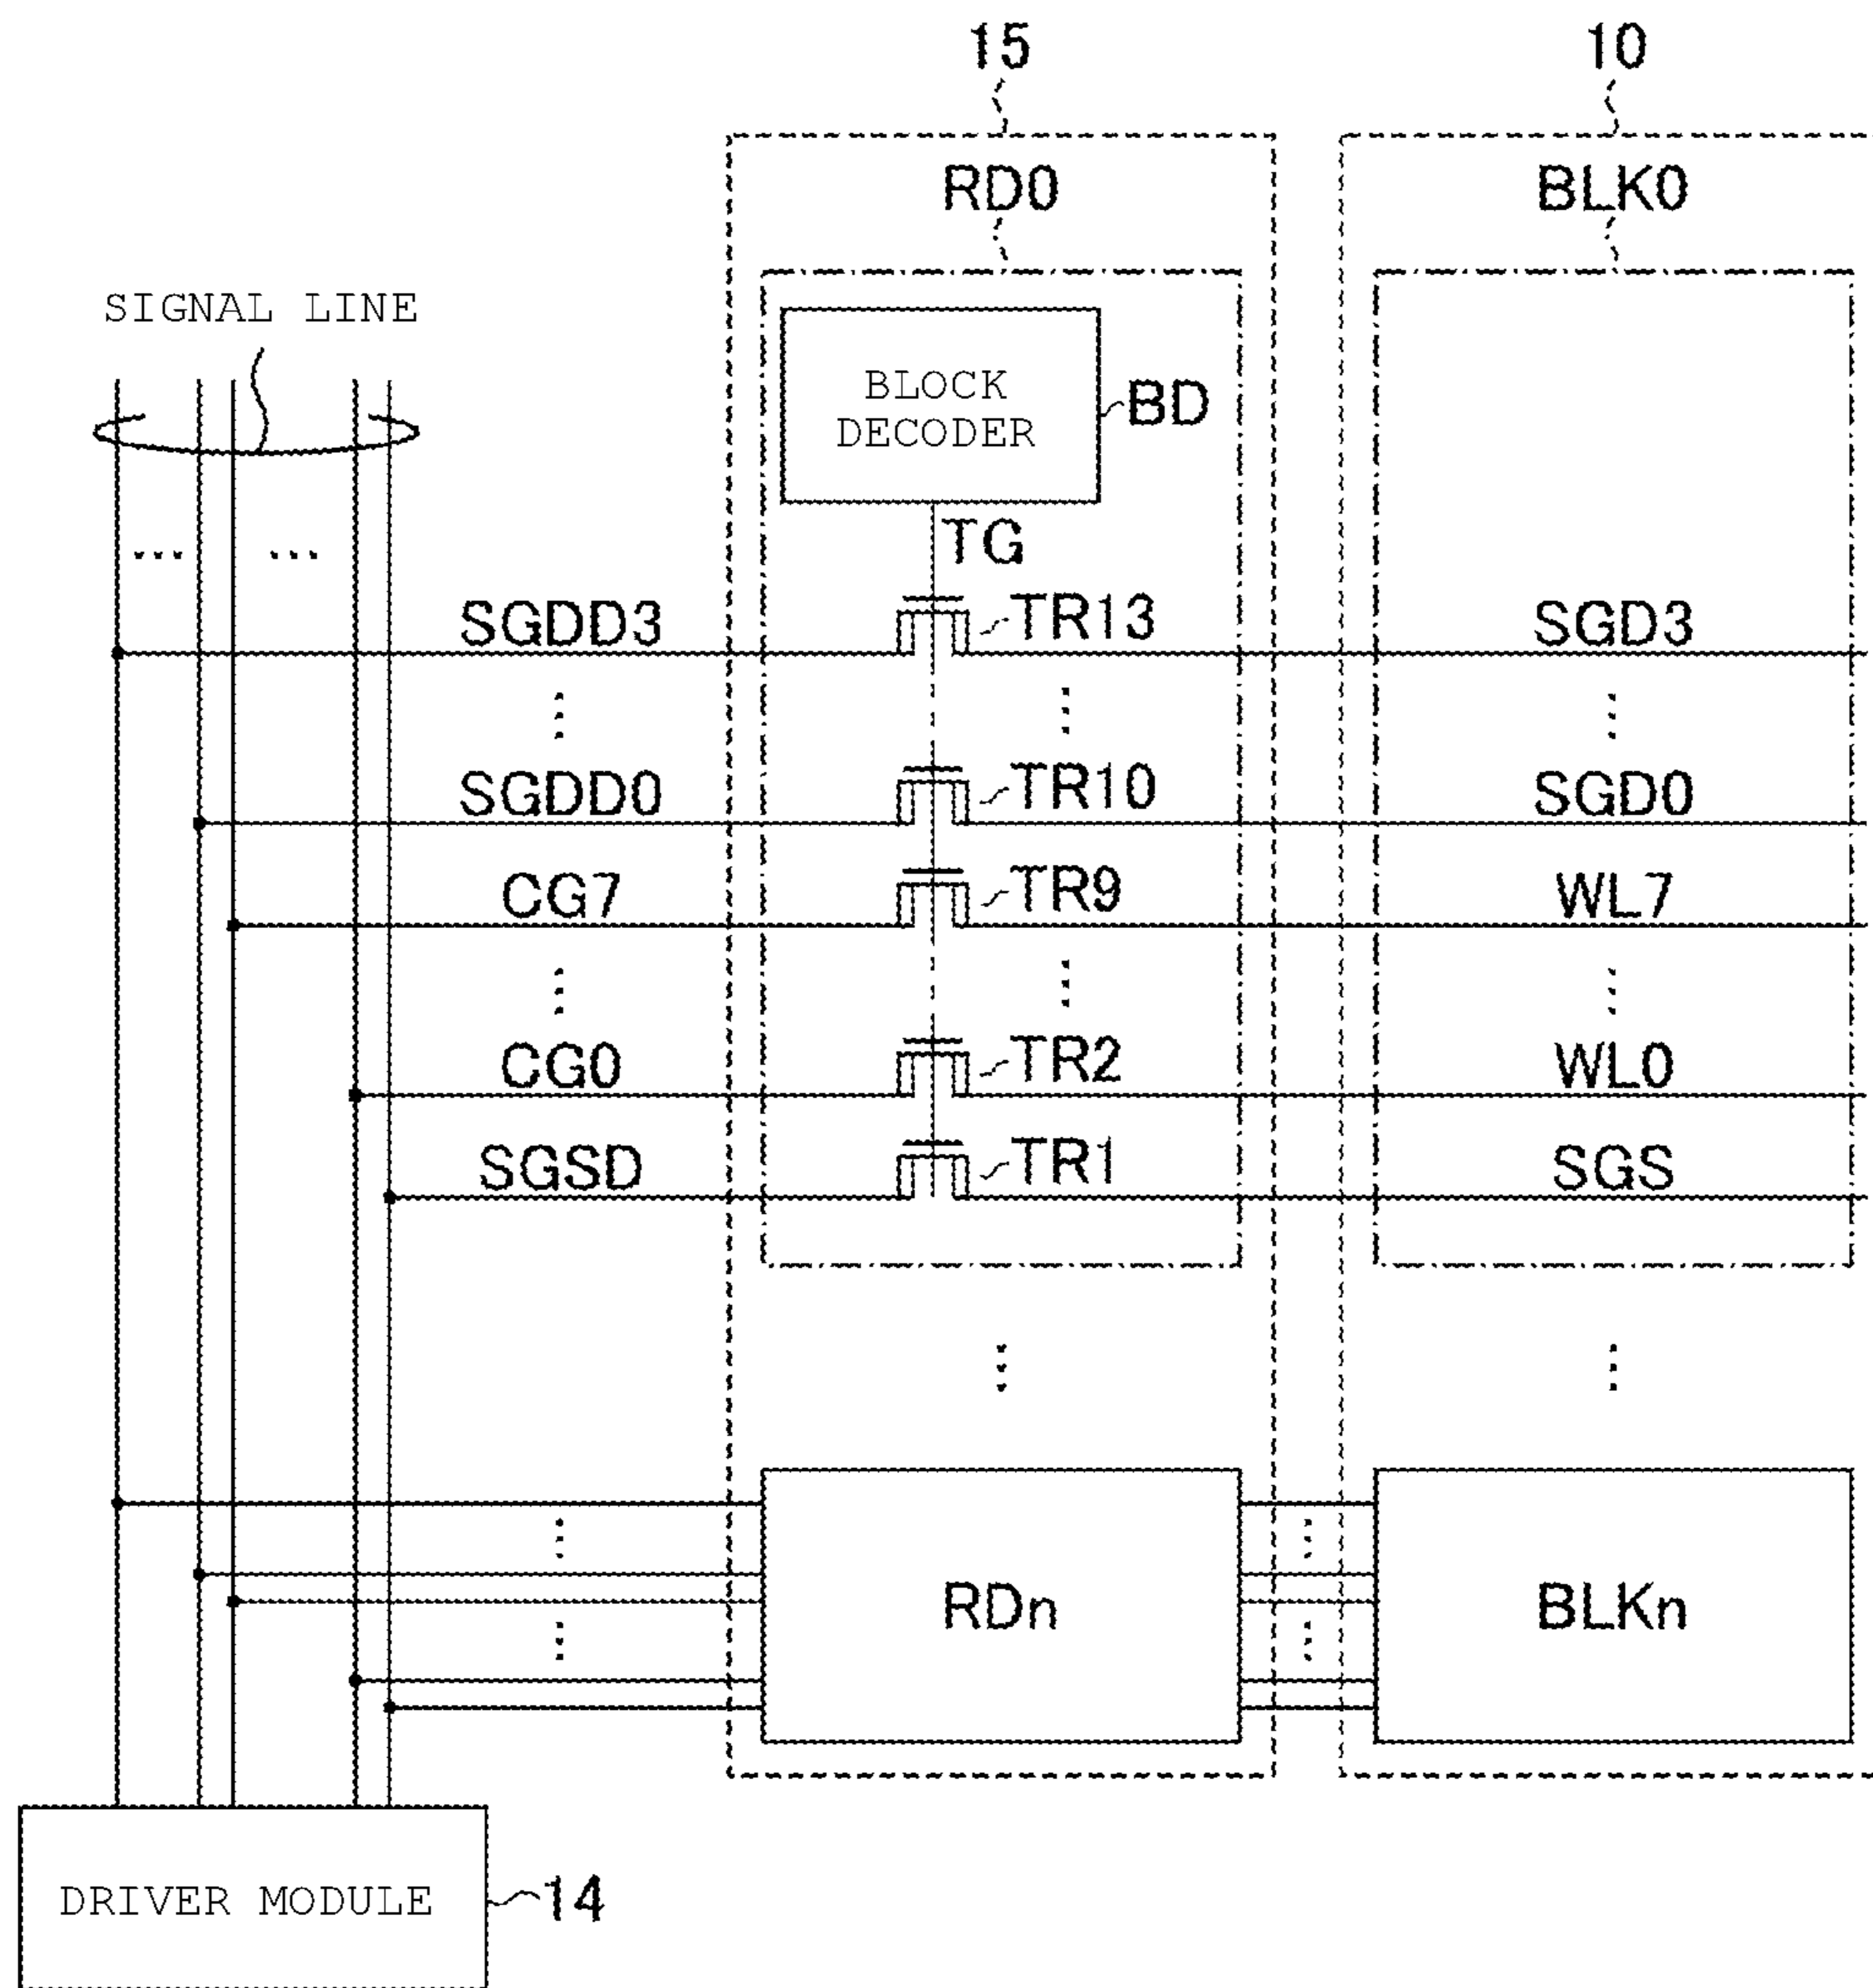 15 10
RD0 BLK0
SIGNAL LINE
BLOCK
DECODER
BD
TG
... ...
SGDD3 TR13 SGD3
⋮ ⋮ ⋮
SGDD0 TR10 SGD0
CG7 TR9 WL7
⋮ ⋮ ⋮
CG0 TR2 WL0
SGSD TR1 SGS
⋮ ⋮
⋮ ⋮
RDn BLKn
⋮ ⋮
DRIVER MODULE 14